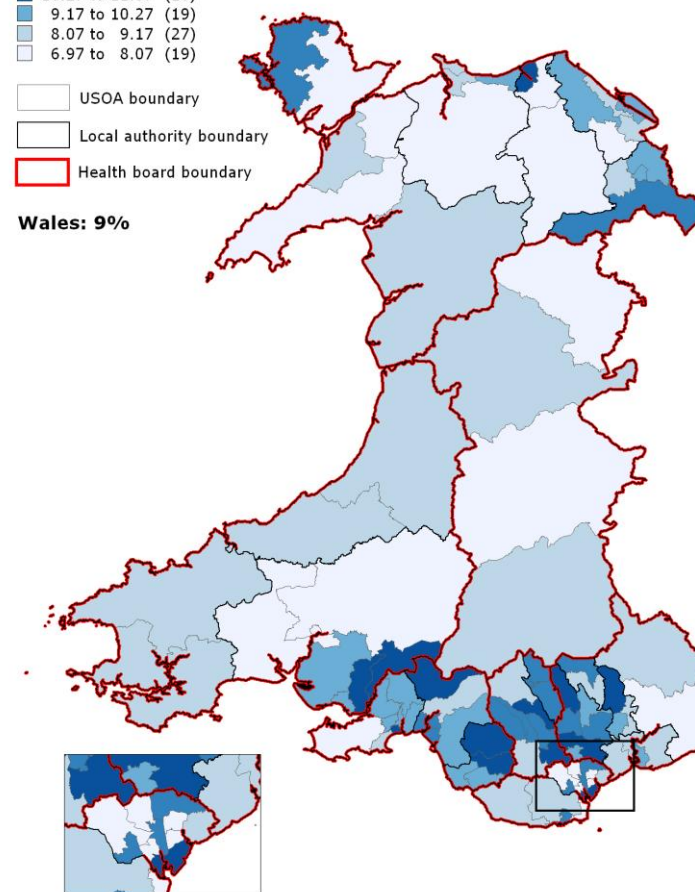 9.17 to 10.27 (19)
8.07 to 9.17 (27)
6.97 to 8.07 (19)
USOA boundary
Local authority boundary
Health board boundary
Wales: 9%